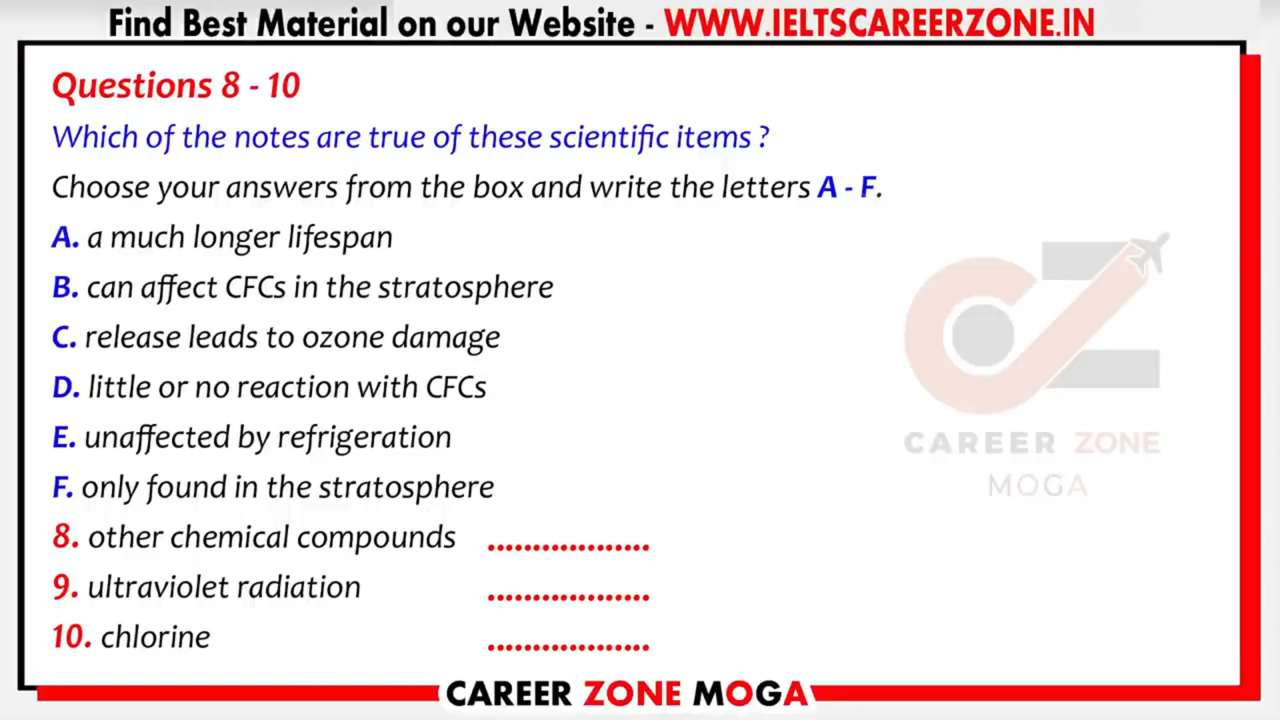 Find Best Material on our Website - WWW.IELTSCAREERZONE.IN
Questions 8 - 10
Which of the notes are true of these scientific items ?
Choose your answers from the box and write the letters A - F.
A. a much longer lifespan
B. can affect CFCs in the stratosphere
C. release leads to ozone damage
D. little or no reaction with CFCs
E. unaffected by refrigeration
F. only found in the stratosphere
8. other chemical compounds ..................
9. ultraviolet radiation ..................
10. chlorine ..................
CZ
CAREER ZONE
MOGA
CAREER ZONE MOGA